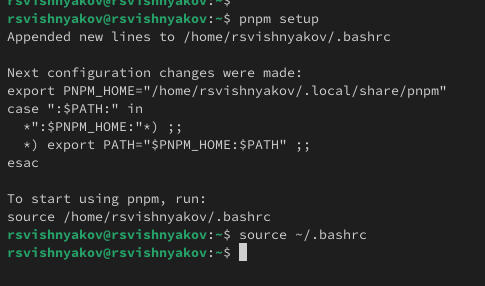 rsvishnyakov@rsvishnyakov:~$
rsvishnyakov@rsvishnyakov:~$ pnpm setup
Appended new lines to /home/rsvishnyakov/.bashrc

Next configuration changes were made:
export PNPM_HOME="/home/rsvishnyakov/.local/share/pnpm"
case ":$PATH:" in
  *":$PNPM_HOME:"*) ;;
  *) export PATH="$PNPM_HOME:$PATH" ;;
esac

To start using pnpm, run:
source /home/rsvishnyakov/.bashrc
rsvishnyakov@rsvishnyakov:~$ source ~/.bashrc
rsvishnyakov@rsvishnyakov:~$